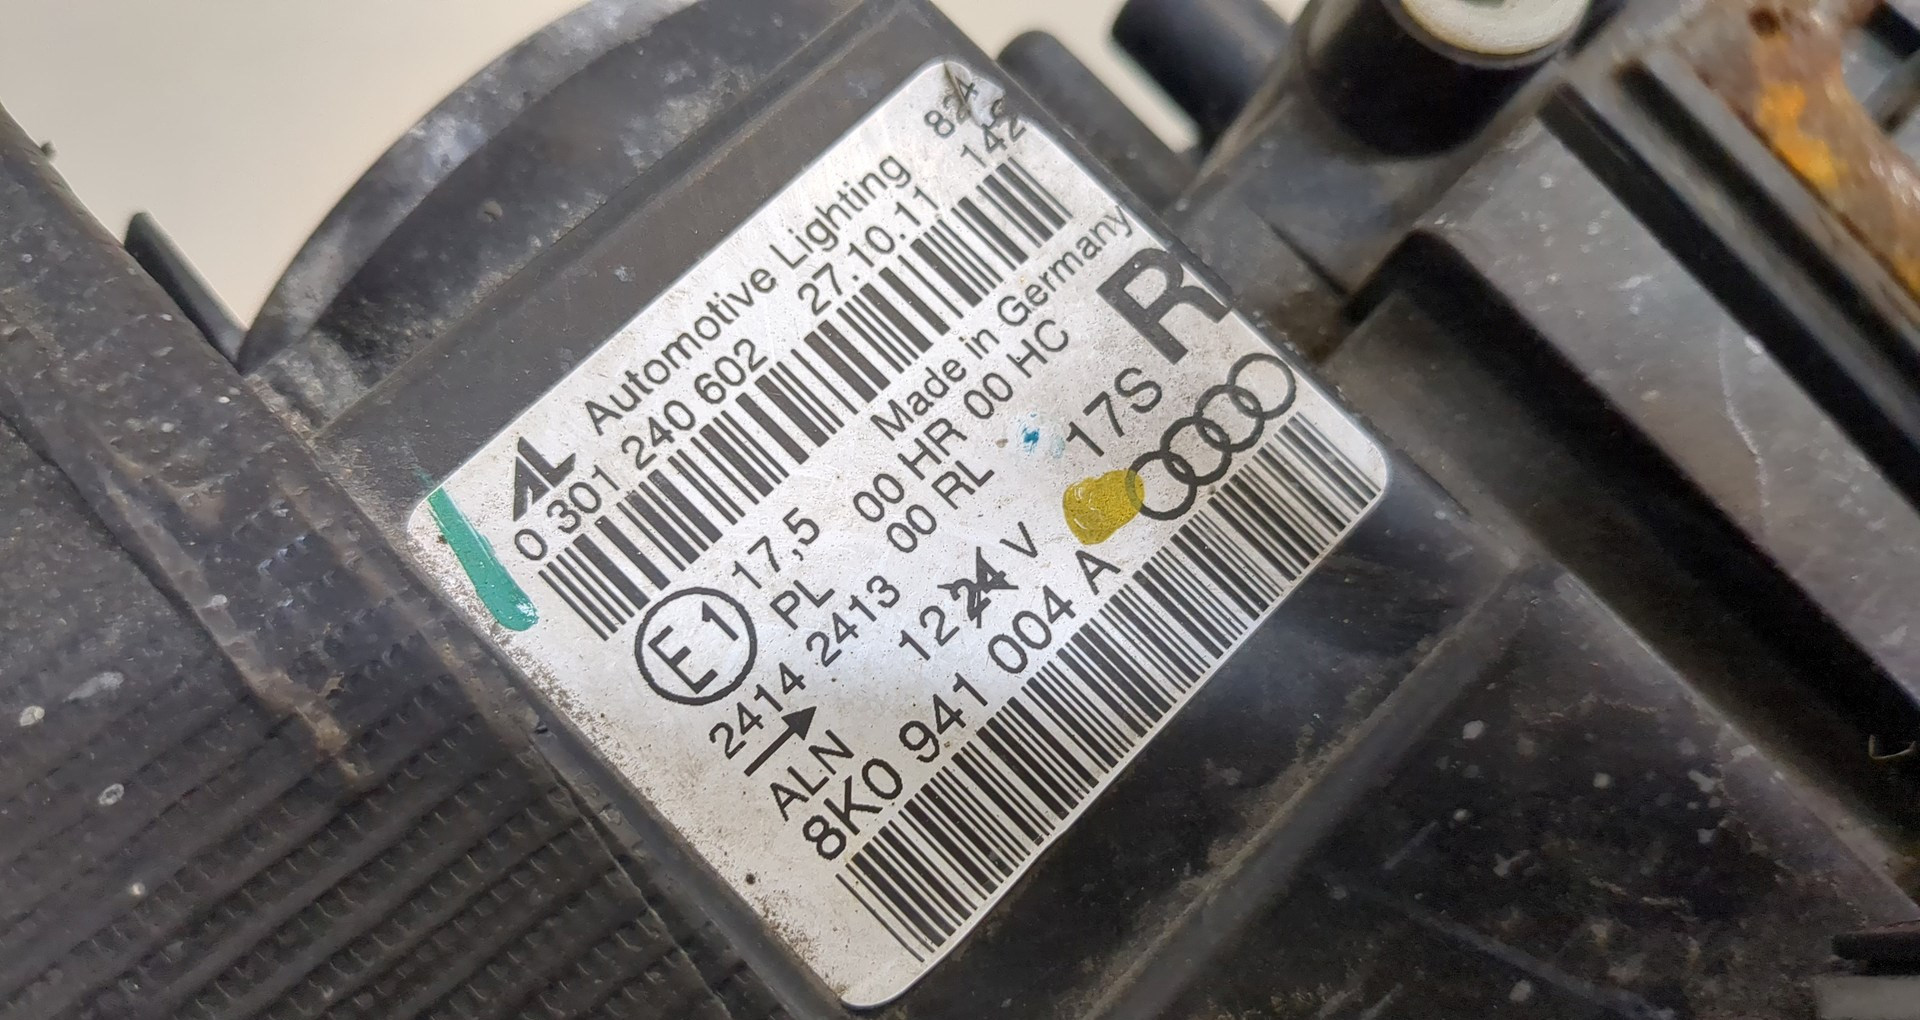 AL Automotive Lighting 824
0 301 240 602 27.10.11 142
Made in Germany
E1 17,5 00 HR 00 HC R
PL 00 RL 17S
2414 2413
12 24 V
ALN
8K0 941 004 A